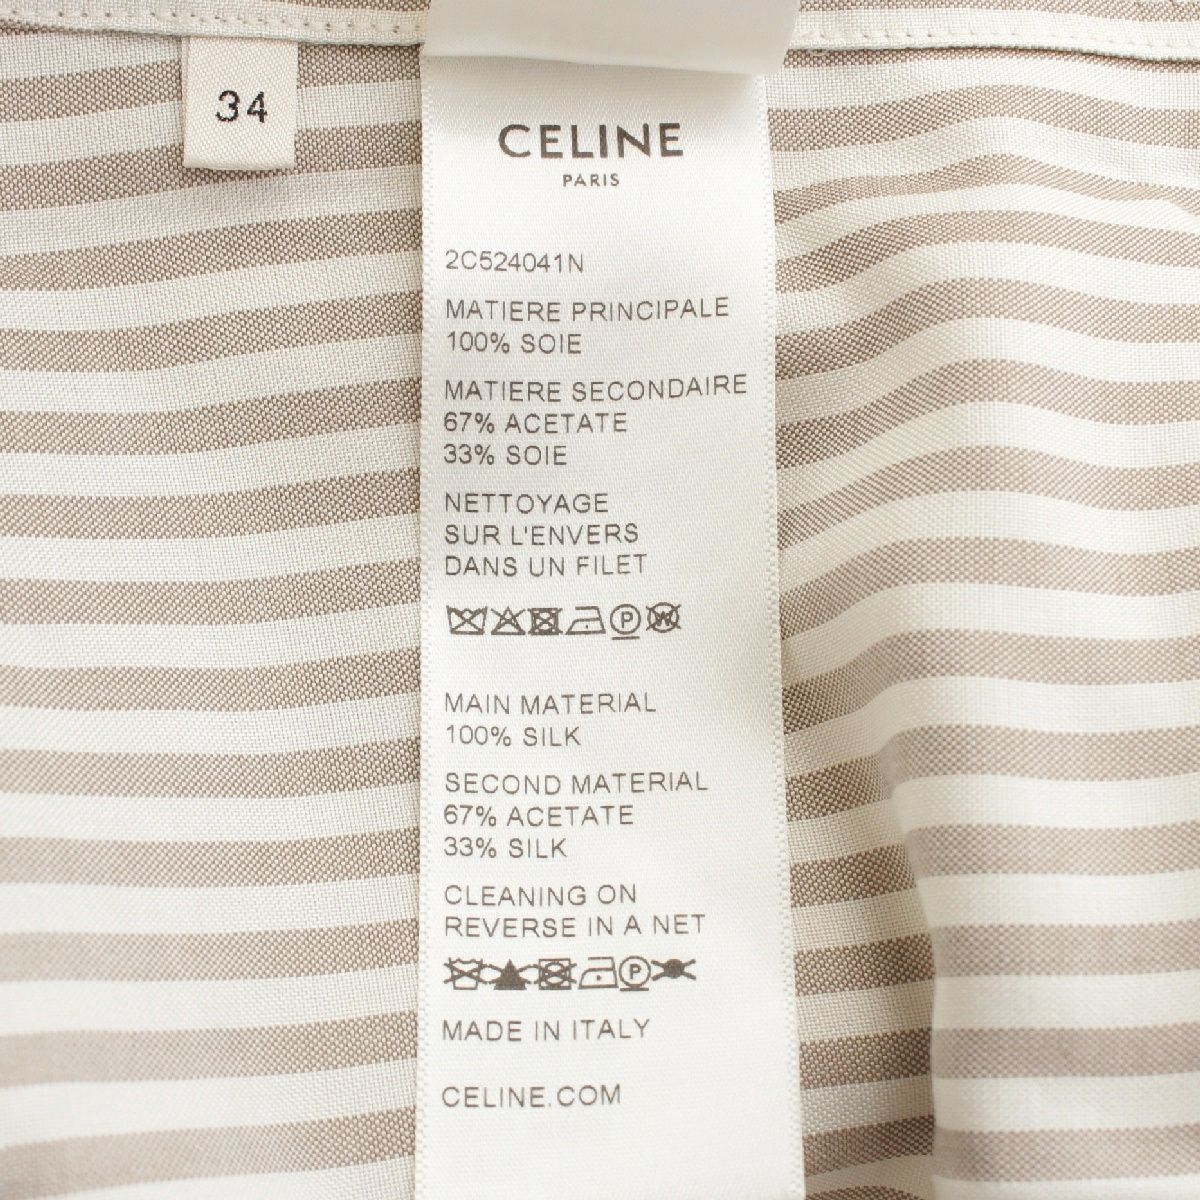 34
CELINE
PARIS
2C524041N
MATIERE PRINCIPALE
100% SOIE
MATIERE SECONDAIRE
67% ACETATE
33% SOIE
NETTOYAGE
SUR L'ENVERS
DANS UN FILET
P W
MAIN MATERIAL
100% SILK
SECOND MATERIAL
67% ACETATE
33% SILK
CLEANING ON
REVERSE IN A NET
P
MADE IN ITALY
CELINE.COM